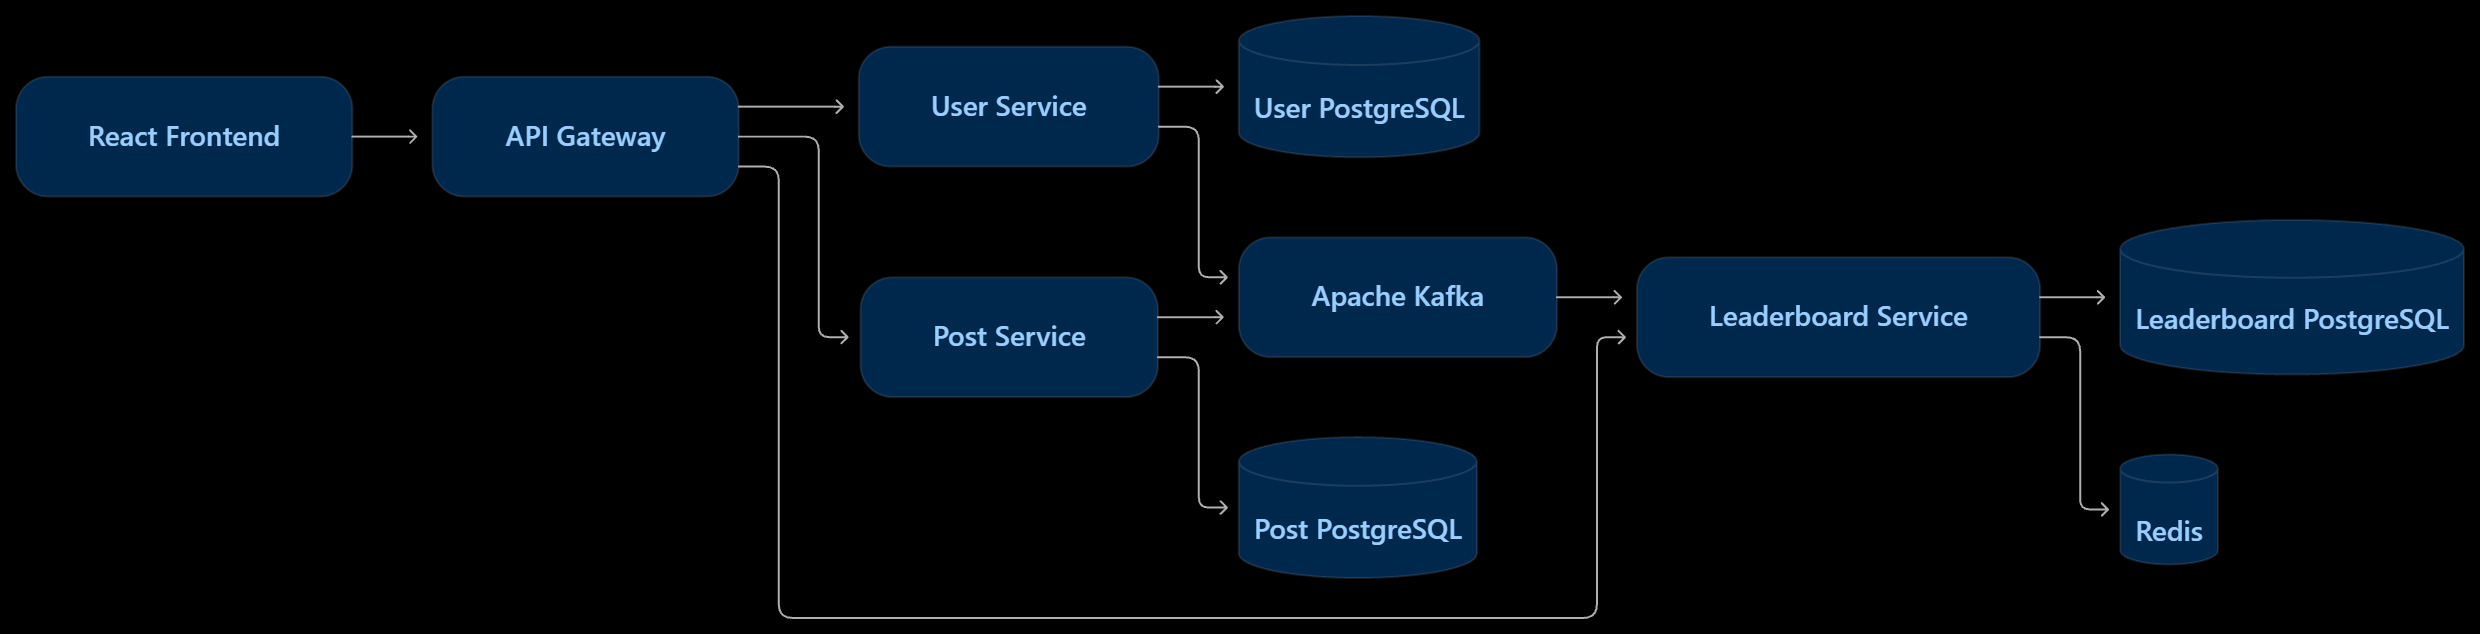 React Frontend
API Gateway
User Service
User PostgreSQL
Post Service
Apache Kafka
Leaderboard Service
Leaderboard PostgreSQL
Post PostgreSQL
Redis